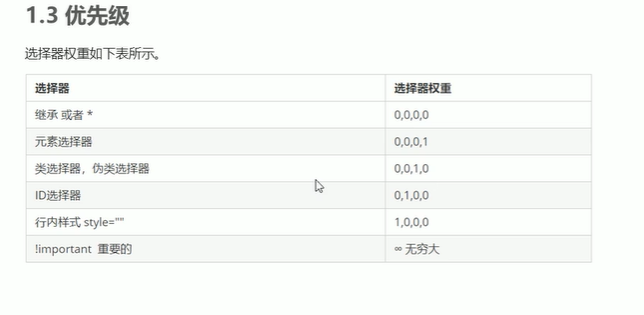 1.3 优先级
选择器权重如下表所示。
选择器 选择器权重
继承 或者 * 0,0,0,0
元素选择器 0,0,0,1
类选择器，伪类选择器 0,0,1,0
ID选择器 0,1,0,0
行内样式 style="" 1,0,0,0
!important 重要的 ∞ 无穷大